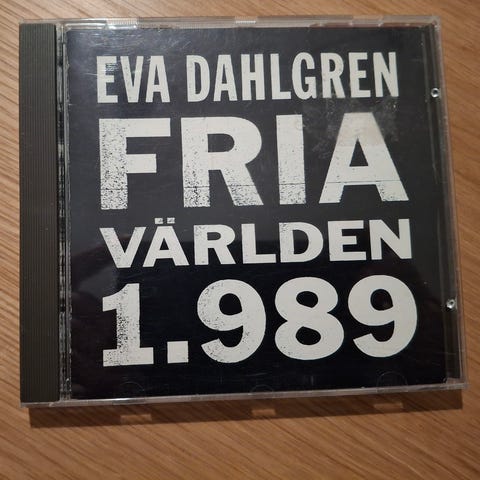 EVA DAHLGREN
FRIA
VÄRLDEN
1.989